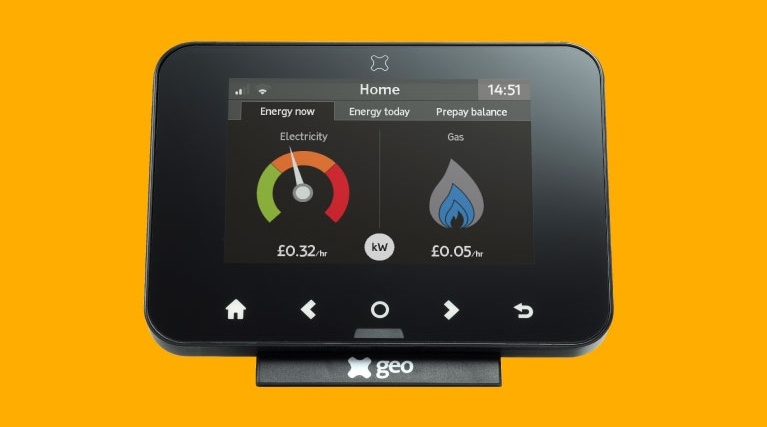 Home 14:51
Energy now Energy today Prepay balance
Electricity Gas
£0.32/hr kW £0.05/hr
geo